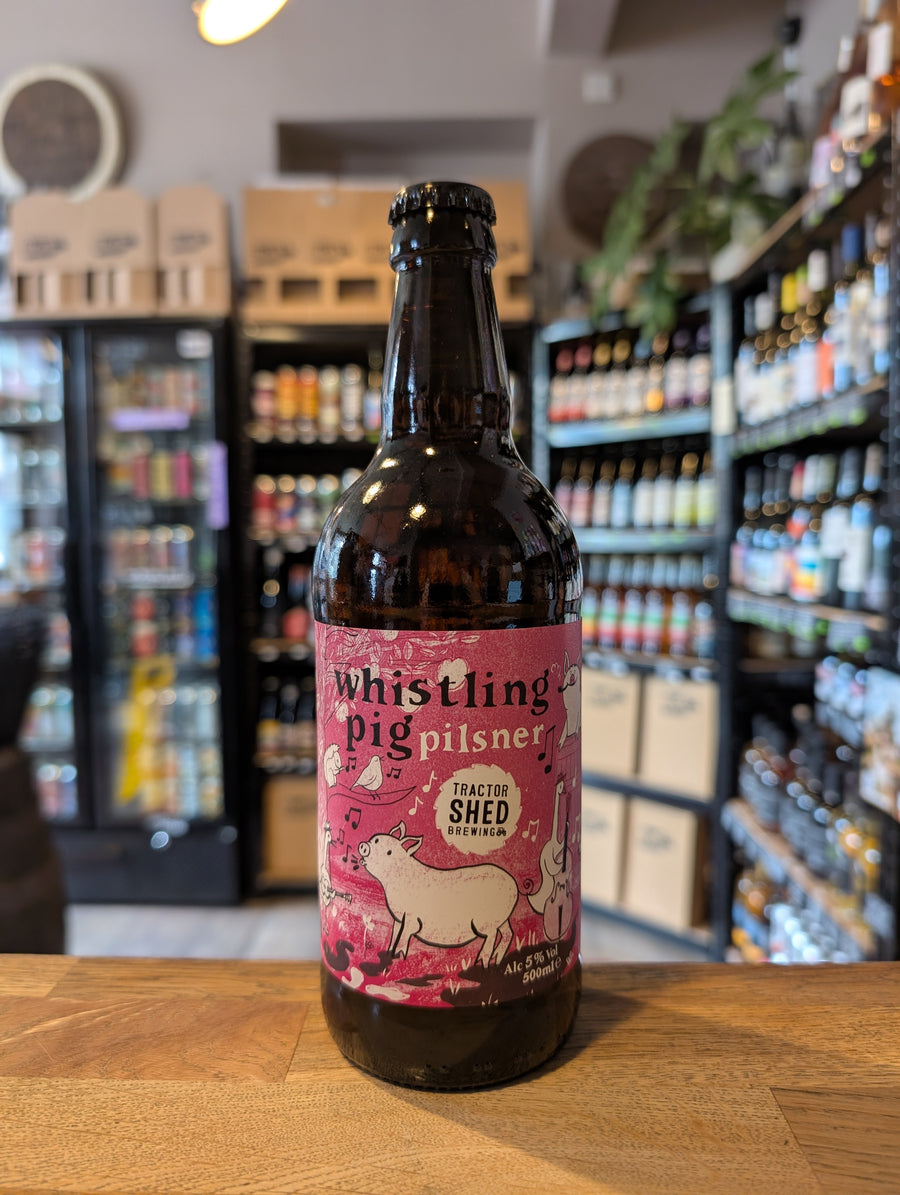 whistling
pig pilsner
TRACTOR
SHED
BREWING
Alc 5% Vol
500ml e